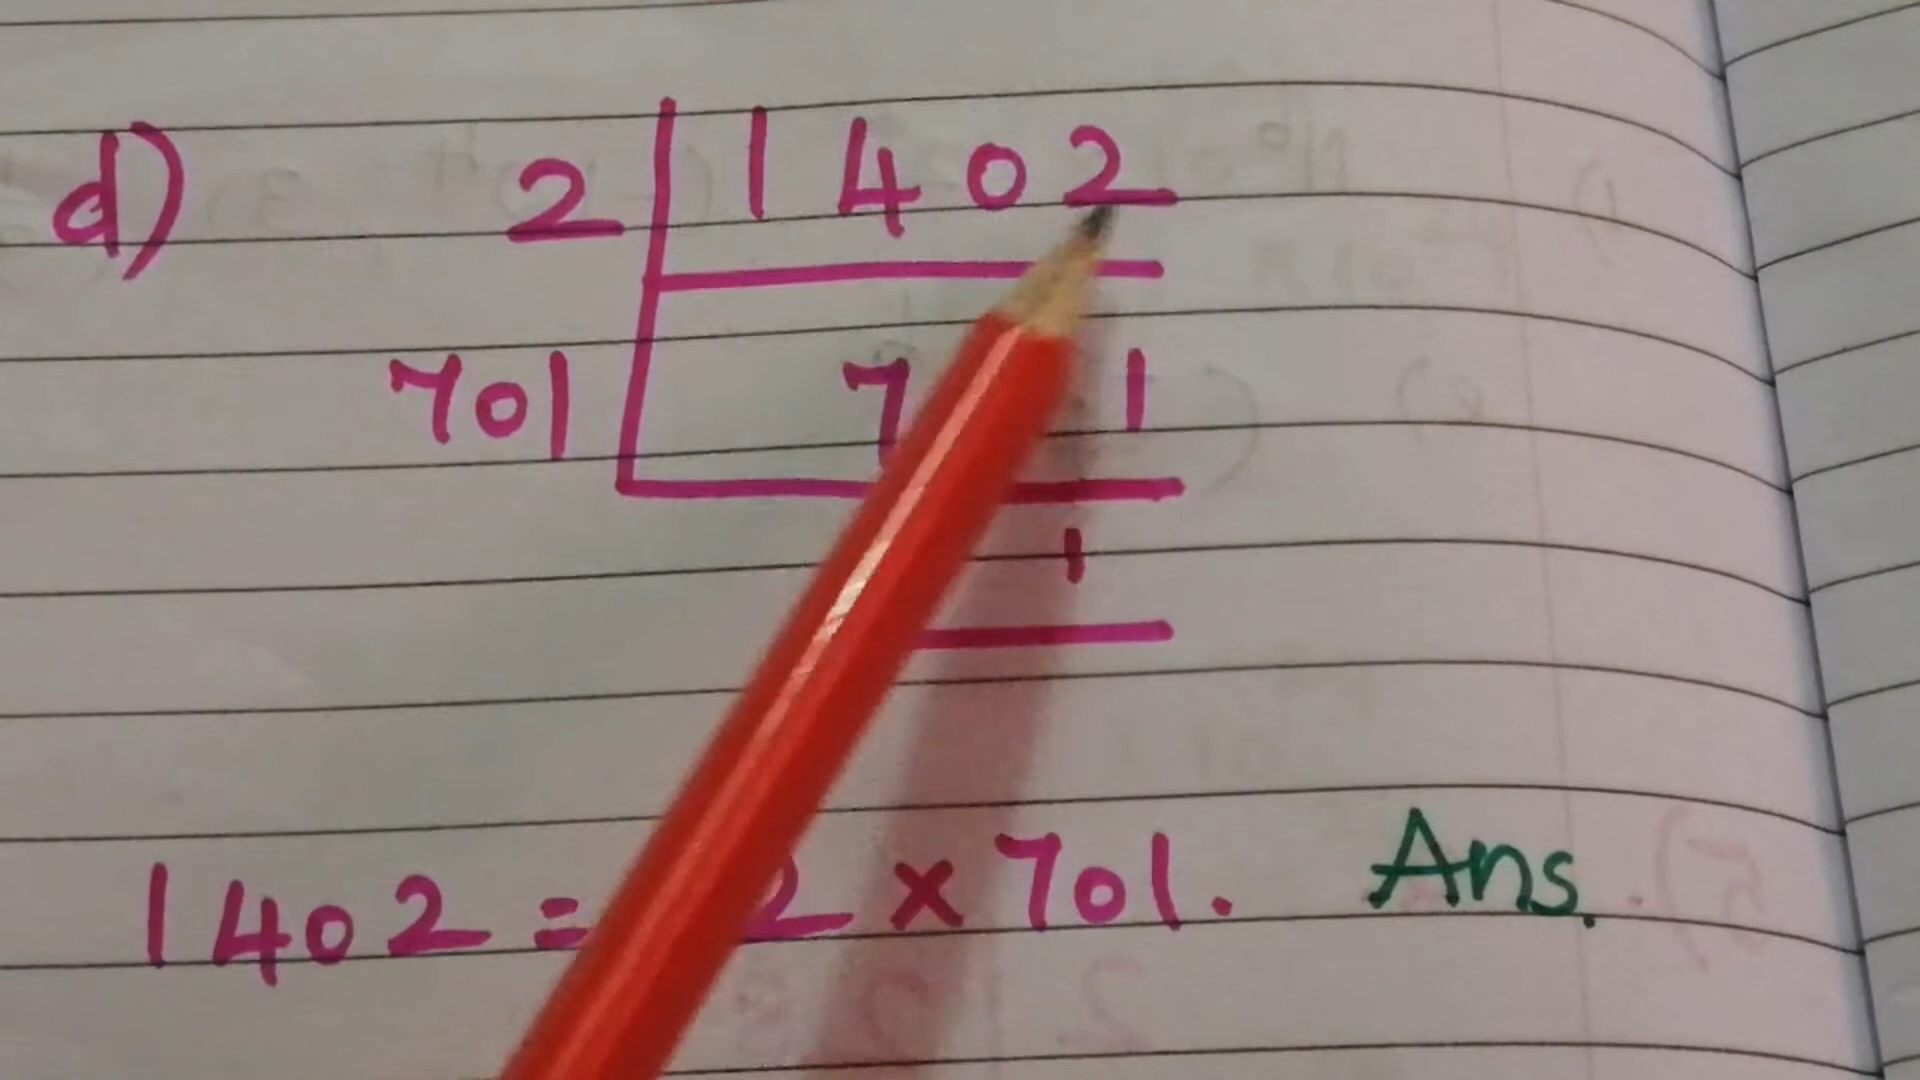 d) 2 | 1402
701 | 7 1
1
1402 = 2 × 701. Ans.